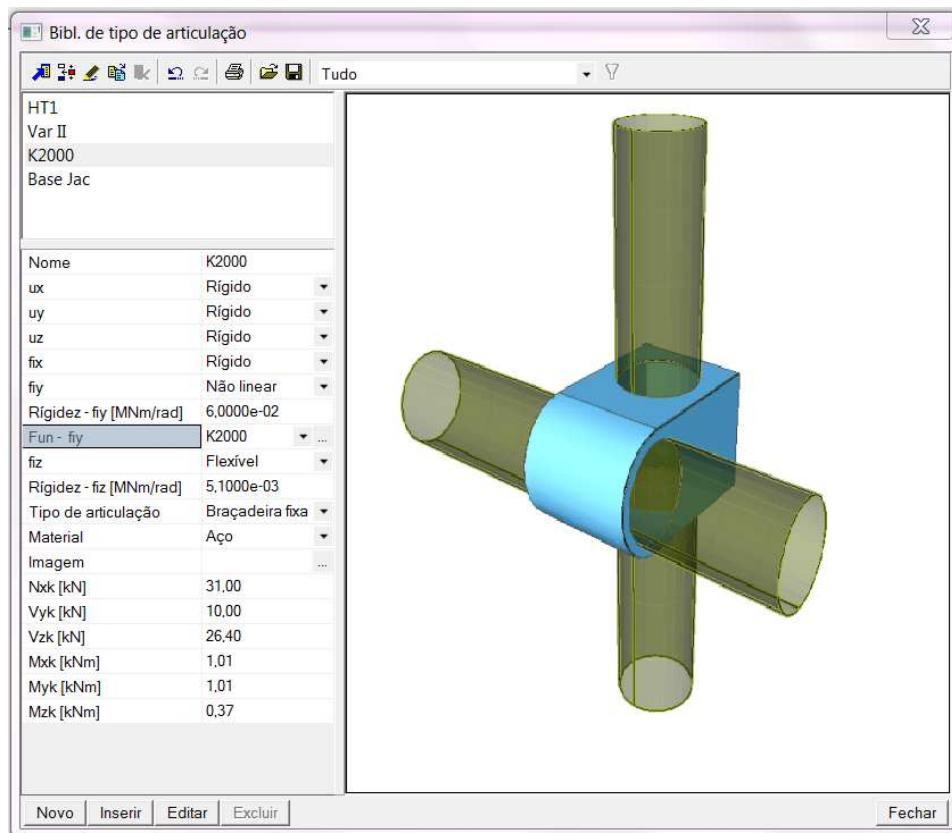 Bibl. de tipo de articulação
Tudo
HT1
Var II
K2000
Base Jac
Nome K2000
ux Rígido
uy Rígido
uz Rígido
fix Rígido
fiy Não linear
Rígidez - fiy [MNm/rad] 6,0000e-02
Fun - fiy K2000 ...
fiz Flexível
Rígidez - fiz [MNm/rad] 5,1000e-03
Tipo de articulação Braçadeira fixa
Material Aço
Imagem ...
Nxk [kN] 31,00
Vyk [kN] 10,00
Vzk [kN] 26,40
Mxk [kNm] 1,01
Myk [kNm] 1,01
Mzk [kNm] 0,37
Novo Inserir Editar Excluir Fechar